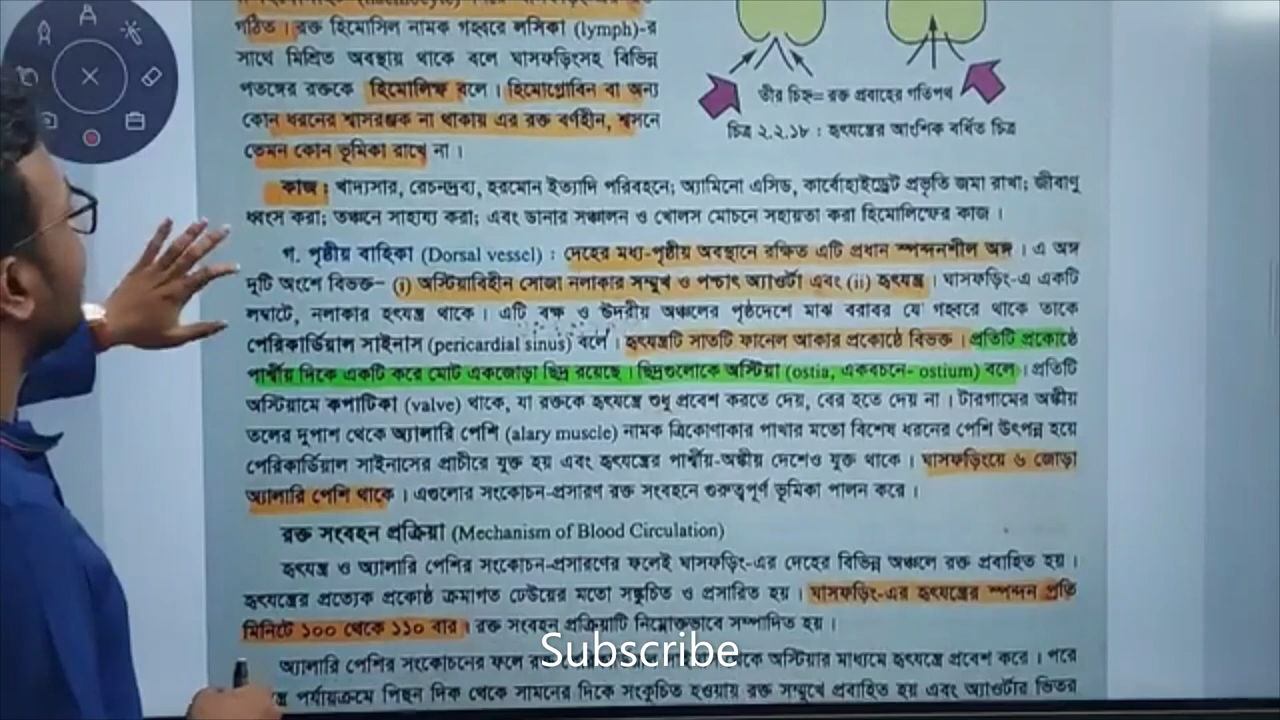 গঠিত। রক্ত হিমোসিল নামক গহ্বরে লসিকা (lymph)-র
সাথে মিশ্রিত অবস্থায় থাকে বলে ঘাসফড়িংসহ বিভিন্ন
পতঙ্গের রক্তকে হিমোলিম্ফ বলে। হিমোগ্লোবিন বা অন্য
কোন ধরনের শ্বাসরঞ্জক না থাকায় এর রক্ত বর্ণহীন, শ্বসনে
তেমন কোন ভূমিকা রাখে না।
তীর চিহ্ন= রক্ত প্রবাহের গতিপথ
চিত্র ২.২.১৮ : হৃৎযন্ত্রের আংশিক বর্ধিত চিত্র
কাজ : খাদ্যসার, রেচনদ্রব্য, হরমোন ইত্যাদি পরিবহনে; অ্যামিনো এসিড, কার্বোহাইড্রেট প্রভৃতি জমা রাখা; জীবাণু
ধ্বংস করা; তঞ্চনে সাহায্য করা; এবং ডানার সঞ্চালন ও খোলস মোচনে সহায়তা করা হিমোলিম্ফের কাজ।
গ. পৃষ্ঠীয় বাহিকা (Dorsal vessel) : দেহের মধ্য-পৃষ্ঠীয় অবস্থানে রক্ষিত এটি প্রধান স্পন্দনশীল অঙ্গ। এ অঙ্গ
দুটি অংশে বিভক্ত– (i) অস্টিয়াবিহীন সোজা নলাকার সম্মুখ ও পশ্চাৎ অ্যাওর্টা এবং (ii) হৃৎযন্ত্র। ঘাসফড়িং-এ একটি
লম্বাটে, নলাকার হৃৎযন্ত্র থাকে। এটি বক্ষ ও উদরীয় অঞ্চলের পৃষ্ঠদেশে মাঝ বরাবর যে গহ্বরে থাকে তাকে
পেরিকার্ডিয়াল সাইনাস (pericardial sinus) বলে। হৃৎযন্ত্রটি সাতটি ফানেল আকার প্রকোষ্ঠে বিভক্ত। প্রতিটি প্রকোষ্ঠে
পার্শ্বীয় দিকে একটি করে মোট একজোড়া ছিদ্র রয়েছে। ছিদ্রগুলোকে অস্টিয়া (ostia, একবচনে- ostium) বলে। প্রতিটি
অস্টিয়ামে কপাটিকা (valve) থাকে, যা রক্তকে হৃৎযন্ত্রে শুধু প্রবেশ করতে দেয়, বের হতে দেয় না। টারগামের অঙ্কীয়
তলের দুপাশ থেকে অ্যালারি পেশি (alary muscle) নামক ত্রিকোণাকার পাখার মতো বিশেষ ধরনের পেশি উৎপন্ন হয়ে
পেরিকার্ডিয়াল সাইনাসের প্রাচীরে যুক্ত হয় এবং হৃৎযন্ত্রের পার্শ্বীয়-অঙ্কীয় দেশেও যুক্ত থাকে। ঘাসফড়িংয়ে ৬ জোড়া
অ্যালারি পেশি থাকে। এগুলোর সংকোচন-প্রসারণ রক্ত সংবহনে গুরুত্বপূর্ণ ভূমিকা পালন করে।
রক্ত সংবহন প্রক্রিয়া (Mechanism of Blood Circulation)
হৃৎযন্ত্র ও অ্যালারি পেশির সংকোচন-প্রসারণের ফলেই ঘাসফড়িং-এর দেহের বিভিন্ন অঞ্চলে রক্ত প্রবাহিত হয়।
হৃৎযন্ত্রের প্রত্যেক প্রকোষ্ঠ ক্রমাগত ঢেউয়ের মতো সঙ্কুচিত ও প্রসারিত হয়। ঘাসফড়িং-এর হৃৎযন্ত্রের স্পন্দন প্রতি
মিনিটে ১০০ থেকে ১১০ বার। রক্ত সংবহন প্রক্রিয়াটি নিম্নোক্তভাবে সম্পাদিত হয়।
Subscribe
অ্যালারি পেশির সংকোচনের ফলে থেকে অস্টিয়ার মাধ্যমে হৃৎযন্ত্রে প্রবেশ করে। পরে
পর্যায়ক্রমে পিছন দিক থেকে সামনের দিকে সংকুচিত হওয়ায় রক্ত সম্মুখে প্রবাহিত হয় এবং অ্যাওর্টার ভিতর